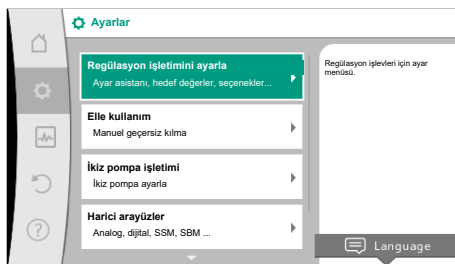 Ayarlar
Regülasyon işletimini ayarla
Ayar asistanı, hedef değerler, seçenekler...
Elle kullanım
Manuel geçersiz kılma
İkiz pompa işletimi
İkiz pompa ayarla
Harici arayüzler
Analog, dijital, SSM, SBM ...
Regülasyon işlevleri için ayar
menüsü.
Language